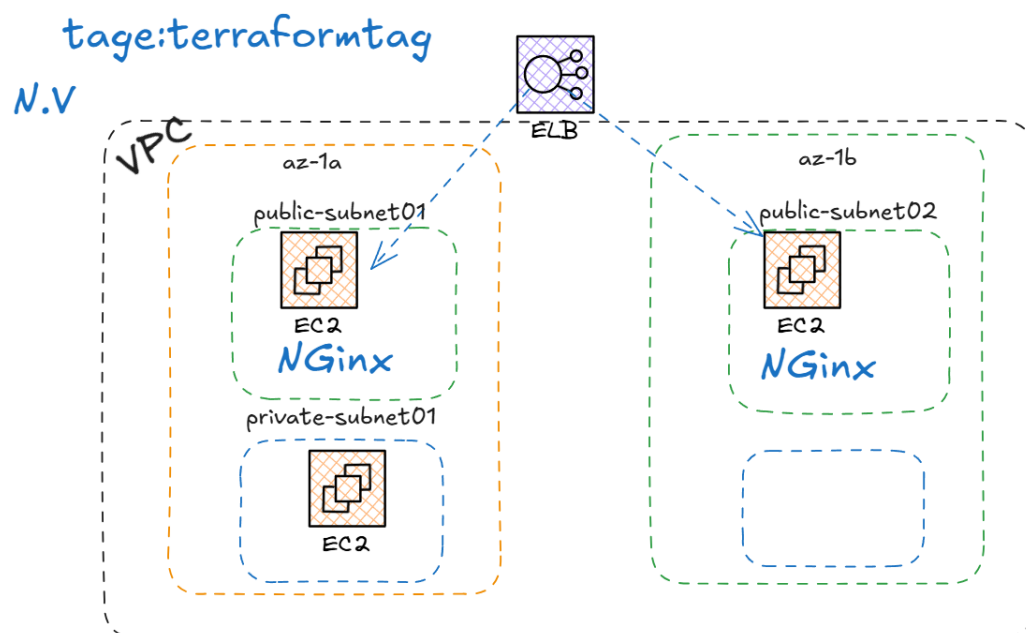 tage:terraformtag
N.V
ELB
VPC
az-1a
az-1b
public-subnet01
public-subnet02
EC2
EC2
NGinx
NGinx
private-subnet01
EC2